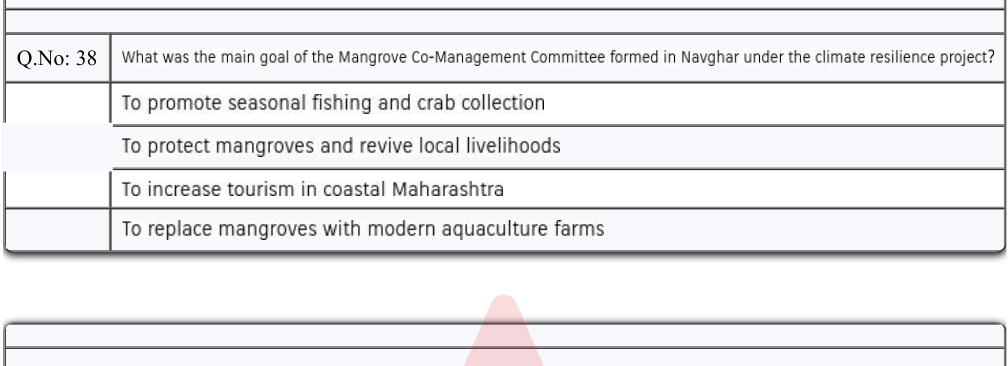 Q.No: 38 What was the main goal of the Mangrove Co-Management Committee formed in Navghar under the climate resilience project?
To promote seasonal fishing and crab collection
To protect mangroves and revive local livelihoods
To increase tourism in coastal Maharashtra
To replace mangroves with modern aquaculture farms